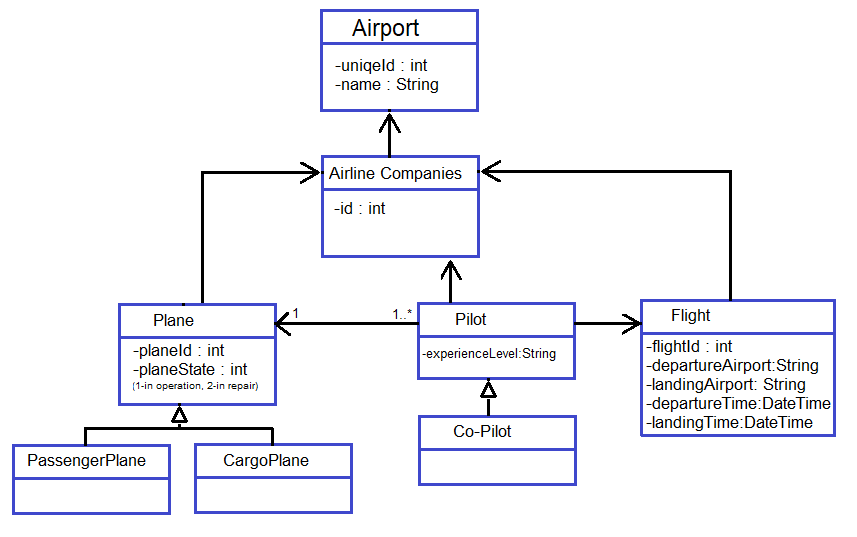 Airport
-uniqeId : int
-name : String
Airline Companies
-id : int
Plane
-planeId : int
-planeState : int
(1-in operation, 2-in repair)
1
1..*
Pilot
-experienceLevel:String
Flight
-flightId : int
-departureAirport:String
-landingAirport: String
-departureTime:DateTime
-landingTime:DateTime
PassengerPlane
CargoPlane
Co-Pilot